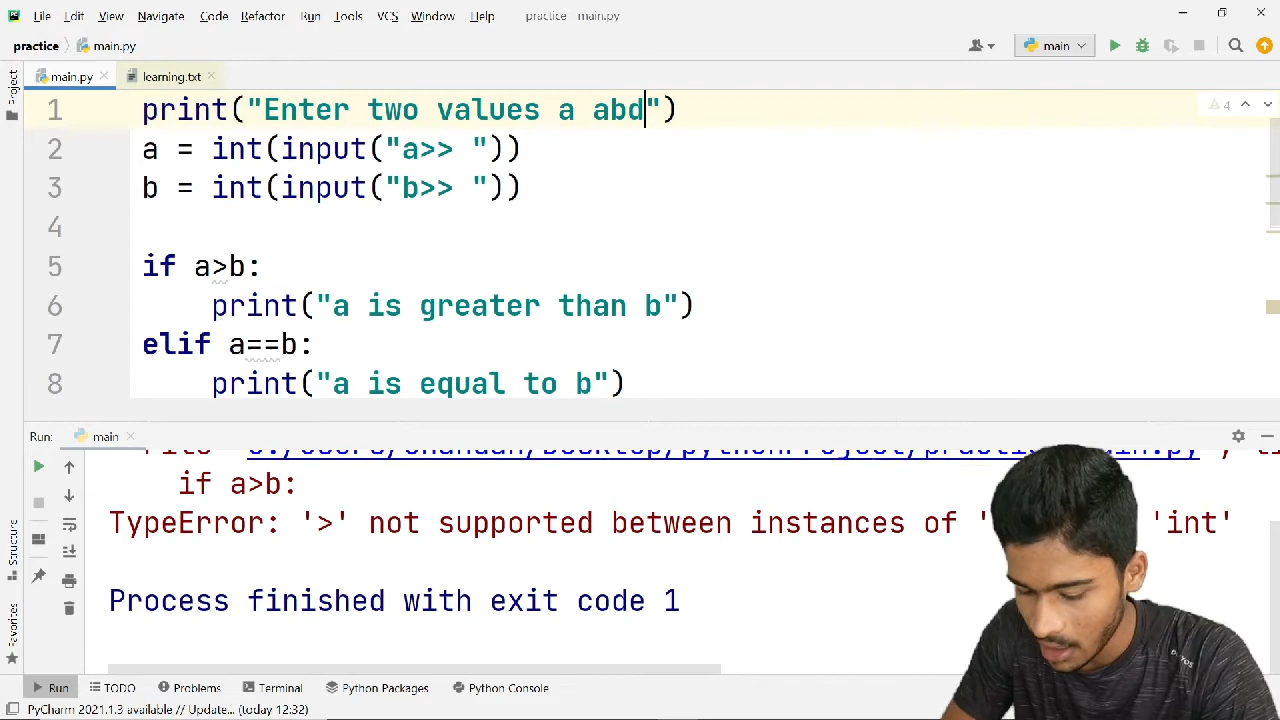 File Edit View Navigate Code Refactor Run Tools VCS Window Help practice - main.py
practice main.py main
main.py learning.txt
Project
1 print("Enter two values a abd")
4
2 a = int(input("a>> "))
3 b = int(input("b>> "))
4
5 if a>b:
6 print("a is greater than b")
7 elif a==b:
8 print("a is equal to b")
Run: main
if a>b:
TypeError: '>' not supported between instances of ' 'int'
Process finished with exit code 1
Structure
Favorites
Run TODO Problems Terminal Python Packages Python Console
PyCharm 2021.1.3 available // Update... (today 12:32)